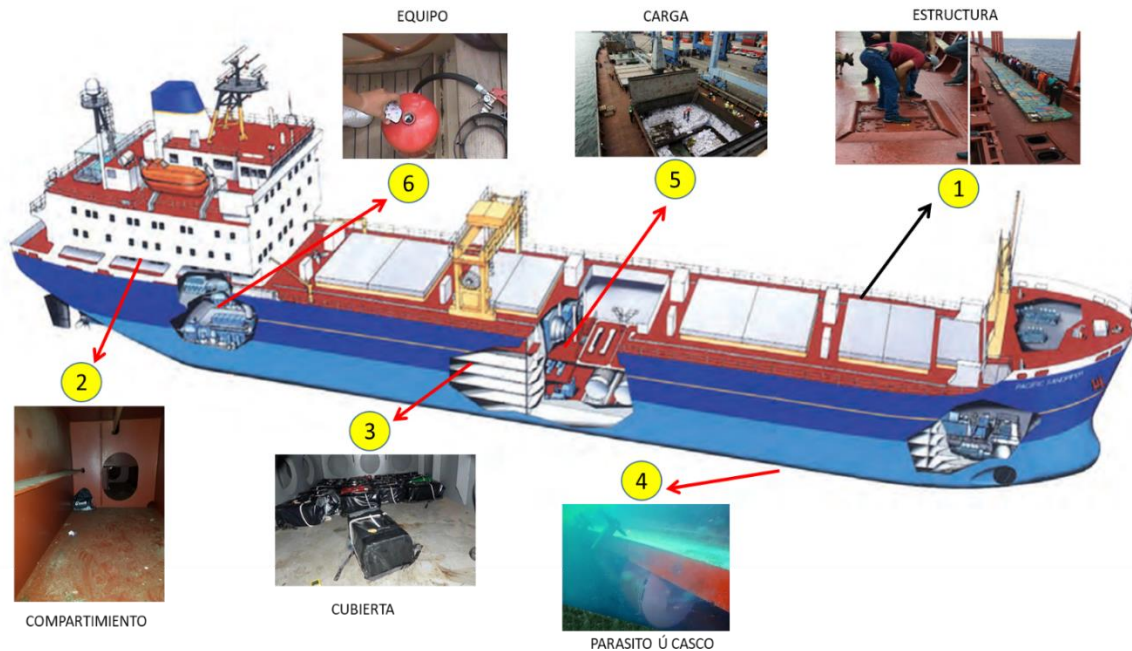 EQUIPO
CARGA
ESTRUCTURA
6
5
1
2
3
4
COMPARTIMIENTO
CUBIERTA
PARASITO Ú CASCO